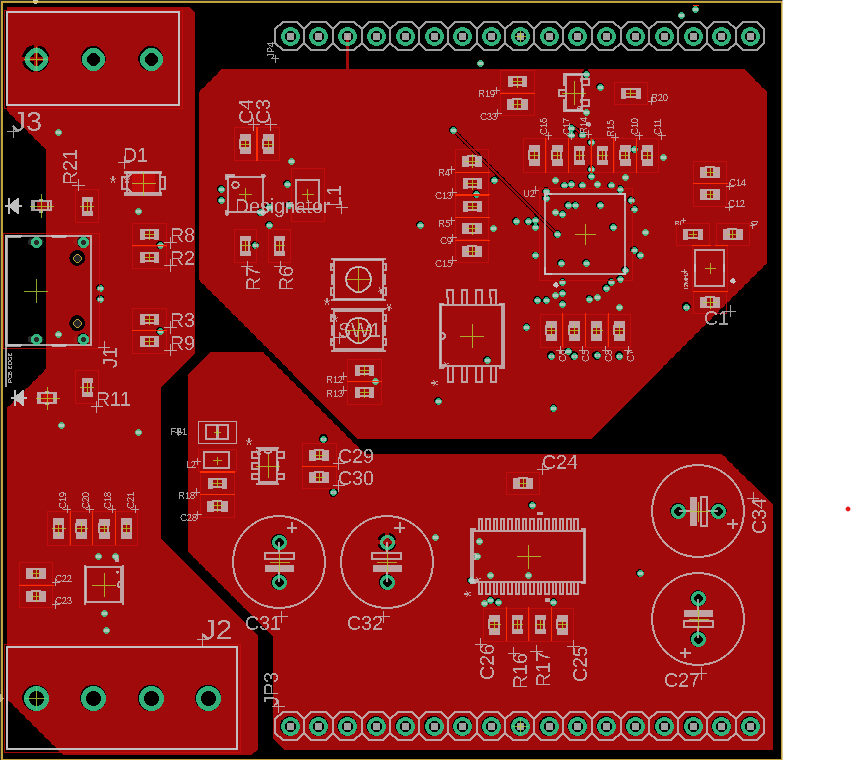 JP4
J3
C4
C3
R19
C33
R20
C16
C17
R14
R15
C10
C11
D1
R21
R4
C13
U2
C14
C12
L1
Designator
R8
R5
R2
C9
C15
R7
R6
C1
R3
SW1
R9
J1
PCB EDGE
R12
R13
R11
FB1
C29
L2
C24
C30
R18
C28
C19
C20
C18
C21
C34
C22
C23
C31
C32
J2
C26
R16
R17
C25
C27
JP3